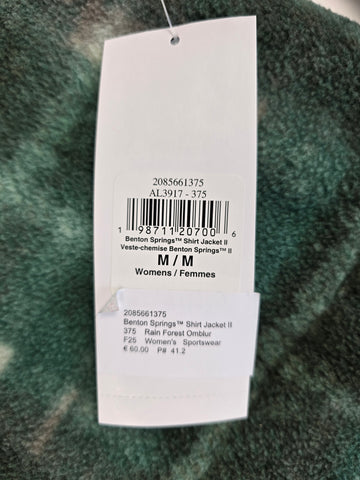 2085661375
AL3917 - 375
1 98711 20700 6
Benton Springs™ Shirt Jacket II
Veste-chemise Benton Springs™ II
M / M
Womens / Femmes
2085661375
Benton Springs™ Shirt Jacket II
375 Rain Forest Omblur
F25 Women's Sportswear
€ 60.00 P# 41.2